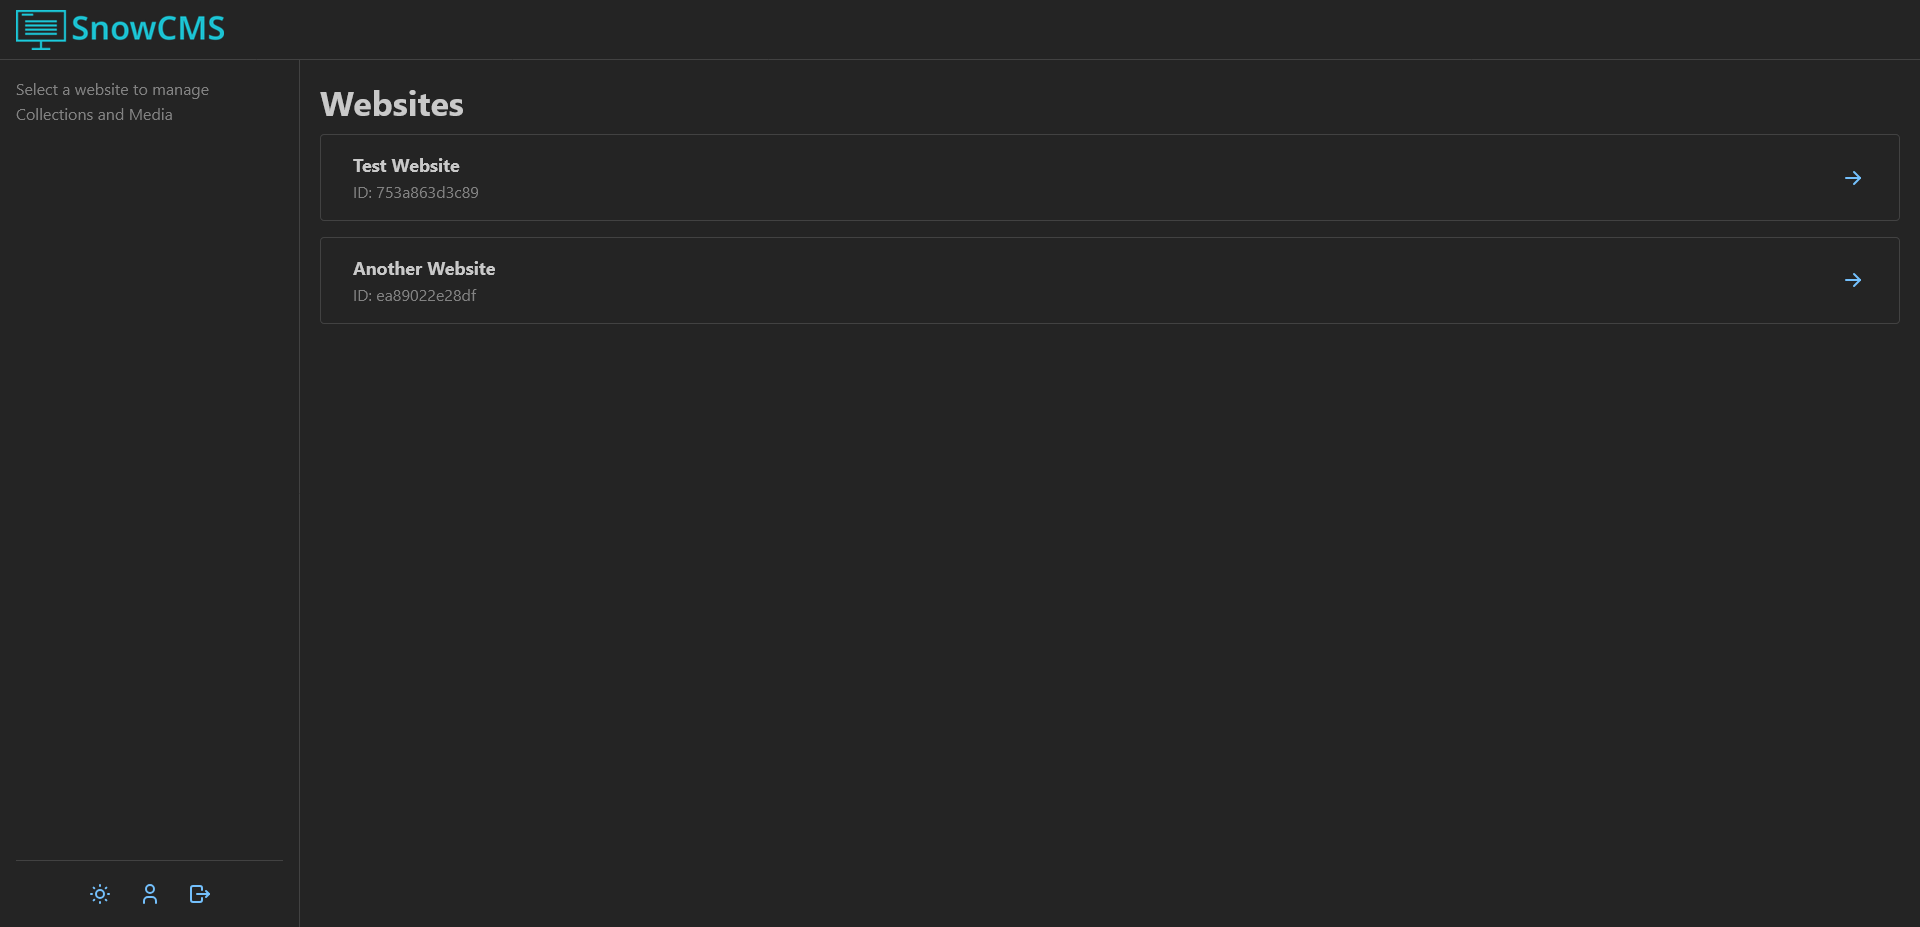 SnowCMS
Select a website to manage
Collections and Media
Websites
Test Website
ID: 753a863d3c89
Another Website
ID: ea89022e28df